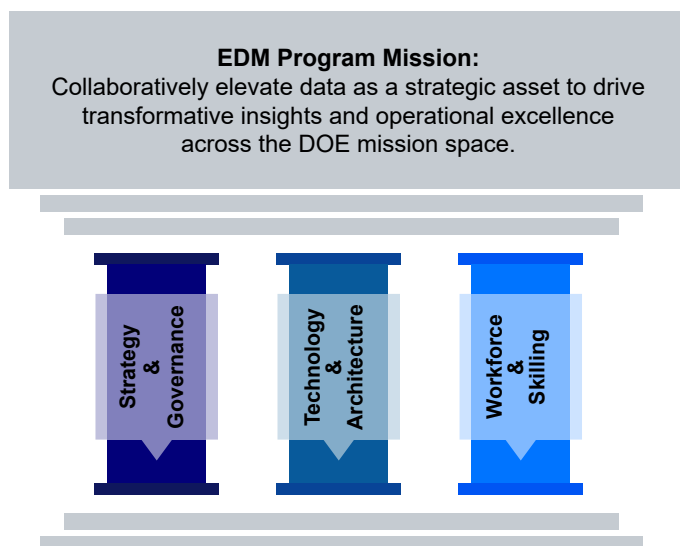 EDM Program Mission:
Collaboratively elevate data as a strategic asset to drive
transformative insights and operational excellence
across the DOE mission space.
Strategy
&
Governance
Technology
&
Architecture
Workforce
&
Skilling